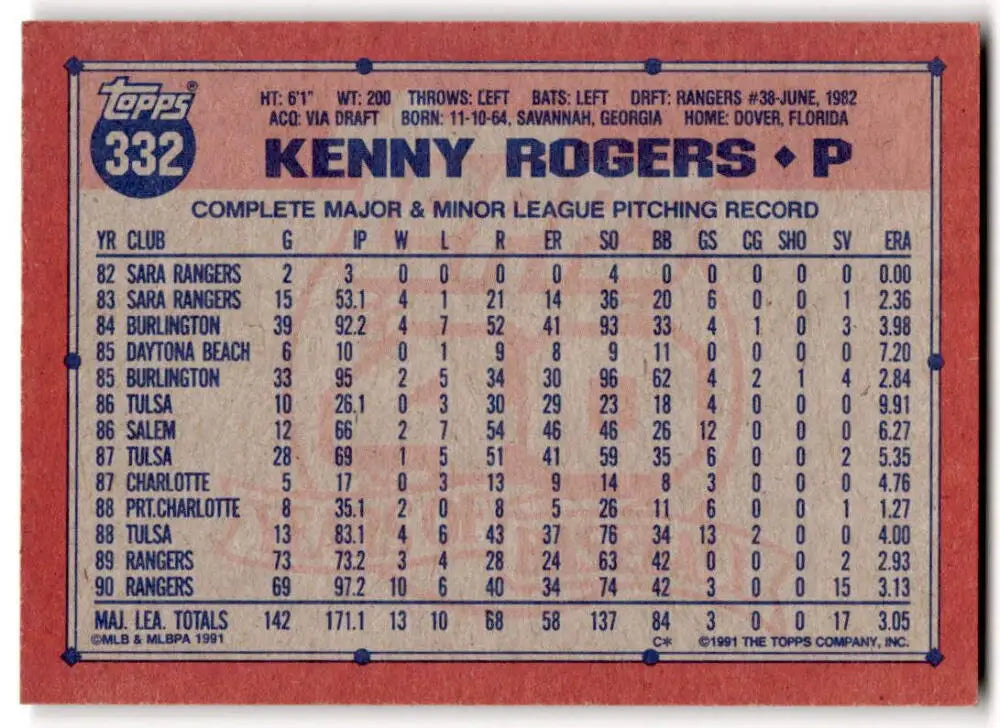 topps®
332
HT: 6'1" WT: 200 THROWS: LEFT BATS: LEFT DRFT: RANGERS #38-JUNE, 1982
ACQ: VIA DRAFT BORN: 11-10-64, SAVANNAH, GEORGIA HOME: DOVER, FLORIDA
KENNY ROGERS ♦ P
COMPLETE MAJOR & MINOR LEAGUE PITCHING RECORD
YR CLUB G IP W L R ER SO BB GS CG SHO SV ERA
82 SARA RANGERS 2 3 0 0 0 0 4 0 0 0 0 0 0.00
83 SARA RANGERS 15 53.1 4 1 21 14 36 20 6 0 0 1 2.36
84 BURLINGTON 39 92.2 4 7 52 41 93 33 4 1 0 3 3.98
85 DAYTONA BEACH 6 10 0 1 9 8 9 11 0 0 0 0 7.20
85 BURLINGTON 33 95 2 5 34 30 96 62 4 2 1 4 2.84
86 TULSA 10 26.1 0 3 30 29 23 18 4 0 0 0 9.91
86 SALEM 12 66 2 7 54 46 46 26 12 0 0 0 6.27
87 TULSA 28 69 1 5 51 41 59 35 6 0 0 2 5.35
87 CHARLOTTE 5 17 0 3 13 9 14 8 3 0 0 0 4.76
88 PRT.CHARLOTTE 8 35.1 2 0 8 5 26 11 6 0 0 1 1.27
88 TULSA 13 83.1 4 6 43 37 76 34 13 2 0 0 4.00
89 RANGERS 73 73.2 3 4 28 24 63 42 0 0 0 2 2.93
90 RANGERS 69 97.2 10 6 40 34 74 42 3 0 0 15 3.13
MAJ. LEA. TOTALS 142 171.1 13 10 68 58 137 84 3 0 0 17 3.05
©MLB & MLBPA 1991 C* ©1991 THE TOPPS COMPANY, INC.